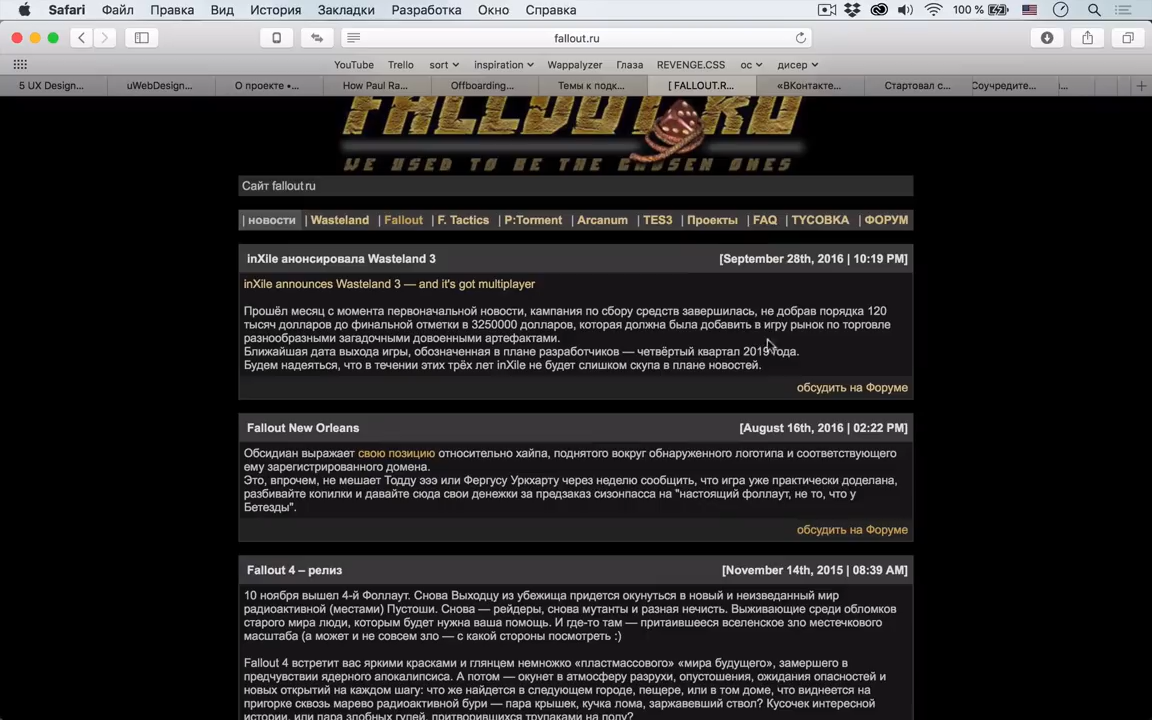 Safari Файл Правка Вид История Закладки Разработка Окно Справка 100 %
fallout.ru
YouTube Trello sort inspiration Wappalyzer Глаза REVENGE.CSS ос дисер
5 UX Design... uWebDesign... О проекте •... How Paul Ra... Offboarding... Темы к подк... [ FALLOUT.R... «ВКонтакте... Стартовал с... Соучредите...
FALLOUT.RU
WE USED TO BE THE CHOSEN ONES
Сайт fallout.ru
| новости | Wasteland | Fallout | F. Tactics | P:Torment | Arcanum | TES3 | Проекты | FAQ | ТУСОВКА | ФОРУМ
inXile анонсировала Wasteland 3 [September 28th, 2016 | 10:19 PM]
inXile announces Wasteland 3 — and it's got multiplayer
Прошёл месяц с момента первоначальной новости, кампания по сбору средств завершилась, не добрав порядка 120
тысяч долларов до финальной отметки в 3250000 долларов, которая должна была добавить в игру рынок по торговле
разнообразными загадочными довоенными артефактами.
Ближайшая дата выхода игры, обозначенная в плане разработчиков — четвёртый квартал 2019 года.
Будем надеяться, что в течении этих трёх лет inXile не будет слишком скупа в плане новостей.
обсудить на Форуме
Fallout New Orleans [August 16th, 2016 | 02:22 PM]
Обсидиан выражает свою позицию относительно хайпа, поднятого вокруг обнаруженного логотипа и соответствующего
ему зарегистрированного домена.
Это, впрочем, не мешает Тодду эээ или Фергусу Уркхарту через неделю сообщить, что игра уже практически доделана,
разбивайте копилки и давайте сюда свои денежки за предзаказ сизонпасса на "настоящий фоллаут, не то, что у
Бетезды".
обсудить на Форуме
Fallout 4 – релиз [November 14th, 2015 | 08:39 AM]
10 ноября вышел 4-й Фоллаут. Снова Выходцу из убежища придется окунуться в новый и неизведанный мир
радиоактивной (местами) Пустоши. Снова — рейдеры, снова мутанты и разная нечисть. Выживающие среди обломков
старого мира люди, которым будет нужна ваша помощь. И где-то там — притаившееся вселенское зло местечкового
масштаба (а может и не совсем зло — с какой стороны посмотреть :)
Fallout 4 встретит вас яркими красками и глянцем немножко «пластмассового» «мира будущего», замершего в
предчувствии ядерного апокалипсиса. А потом — окунет в атмосферу разрухи, опустошения, ожидания опасностей и
новых открытий на каждом шагу: что же найдется в следующем городе, пещере, или в том доме, что виднеется на
пригорке сквозь марево радиоактивной бури — пара крышек, кучка лома, заржавевший ствол? Кусочек интересной
истории, или пара злобных гулей, притворившихся трупаками на полу?